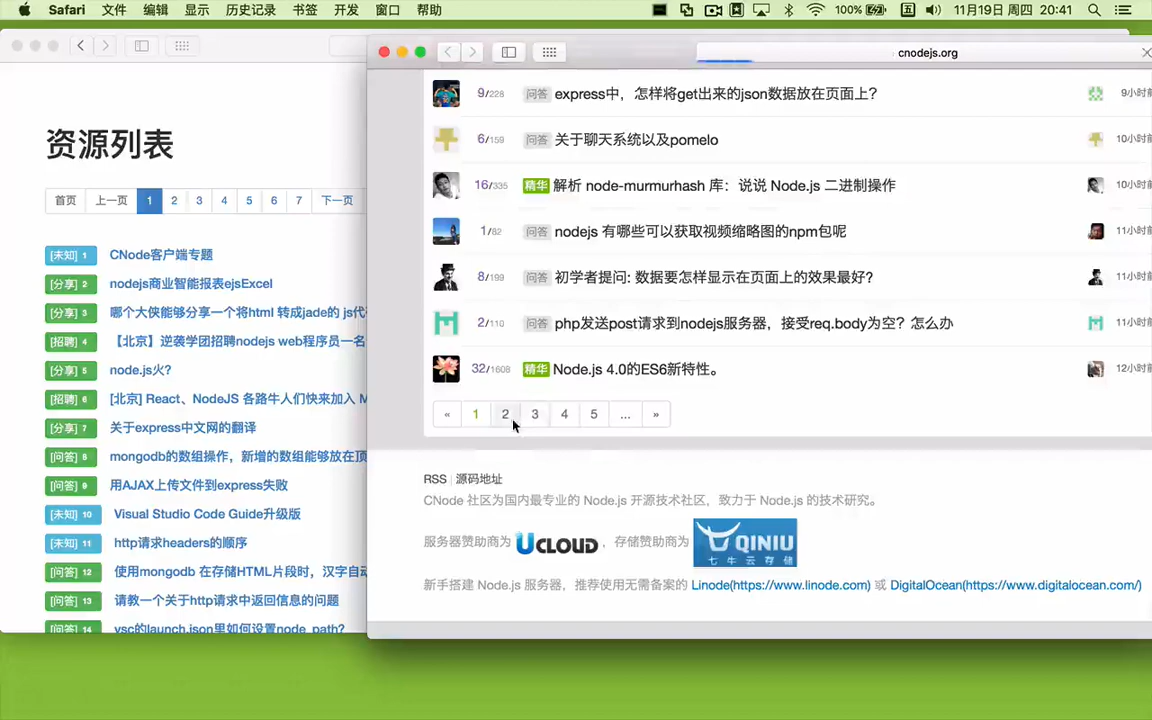 Safari 文件 编辑 显示 历史记录 书签 开发 窗口 帮助 100% 五 11月19日 周四 20:41
cnodejs.org
资源列表
首页 上一页 1 2 3 4 5 6 7 下一页
[未知] 1 CNode客户端专题
[分享] 2 nodejs商业智能报表ejsExcel
[分享] 3 哪个大侠能够分享一个将html 转成jade的 js代
[招聘] 4 【北京】逆袭学团招聘nodejs web程序员一名
[分享] 5 node.js火?
[招聘] 6 [北京] React、NodeJS 各路牛人们快来加入 M
[分享] 7 关于express中文网的翻译
[问答] 8 mongodb的数组操作，新增的数组能够放在顶
[问答] 9 用AJAX上传文件到express失败
[未知] 10 Visual Studio Code Guide升级版
[未知] 11 http请求headers的顺序
[问答] 12 使用mongodb 在存储HTML片段时，汉字自动
[问答] 13 请教一个关于http请求中返回信息的问题
[问答] 14 vsc的launch.json里如何设置node_path?
9/228 问答 express中，怎样将get出来的json数据放在页面上？ 9小时前
6/159 问答 关于聊天系统以及pomelo 10小时前
16/335 精华 解析 node-murmurhash 库：说说 Node.js 二进制操作 10小时前
1/82 问答 nodejs 有哪些可以获取视频缩略图的npm包呢 11小时前
8/199 问答 初学者提问: 数据要怎样显示在页面上的效果最好? 11小时前
2/110 问答 php发送post请求到nodejs服务器，接受req.body为空？怎么办 11小时前
32/1608 精华 Node.js 4.0的ES6新特性。 12小时前
« 1 2 3 4 5 ... »
RSS | 源码地址
CNode 社区为国内最专业的 Node.js 开源技术社区，致力于 Node.js 的技术研究。
服务器赞助商为 UCLOUD ，存储赞助商为 QINIU 七牛云存储
新手搭建 Node.js 服务器，推荐使用无需备案的 Linode(https://www.linode.com) 或 DigitalOcean(https://www.digitalocean.com/)